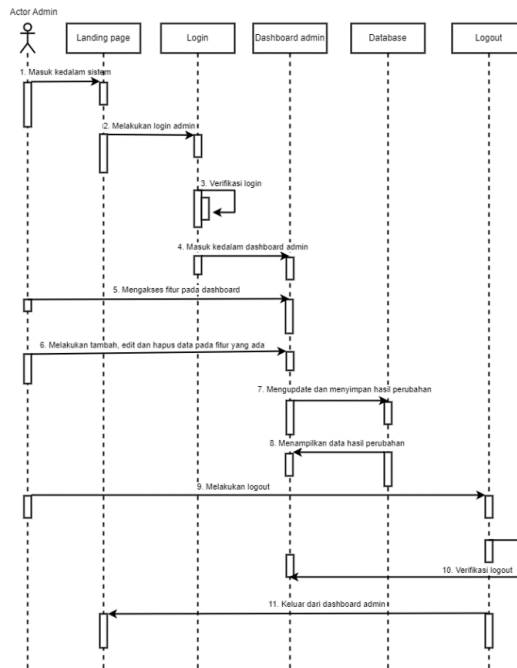 Actor Admin
Landing page
Login
Dashboard admin
Database
Logout
1. Masuk kedalam sistem
2. Melakukan login admin
3. Verifikasi login
4. Masuk kedalam dashboard admin
5. Mengakses fitur pada dashboard
6. Melakukan tambah, edit dan hapus data pada fitur yang ada
7. Mengupdate dan menyimpan hasil perubahan
8. Menampilkan data hasil perubahan
9. Melakukan logout
10. Verifikasi logout
11. Keluar dari dashboard admin